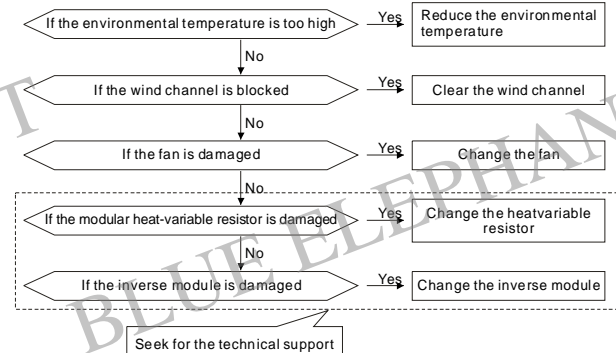 If the environmental temperature is too high
Yes
Reduce the environmental
temperature
No
If the wind channel is blocked
Yes
Clear the wind channel
No
If the fan is damaged
Yes
Change the fan
No
If the modular heat-variable resistor is damaged
Yes
Change the heatvariable
resistor
No
If the inverse module is damaged
Yes
Change the inverse module
Seek for the technical support
BLUE ELEPHAN
T